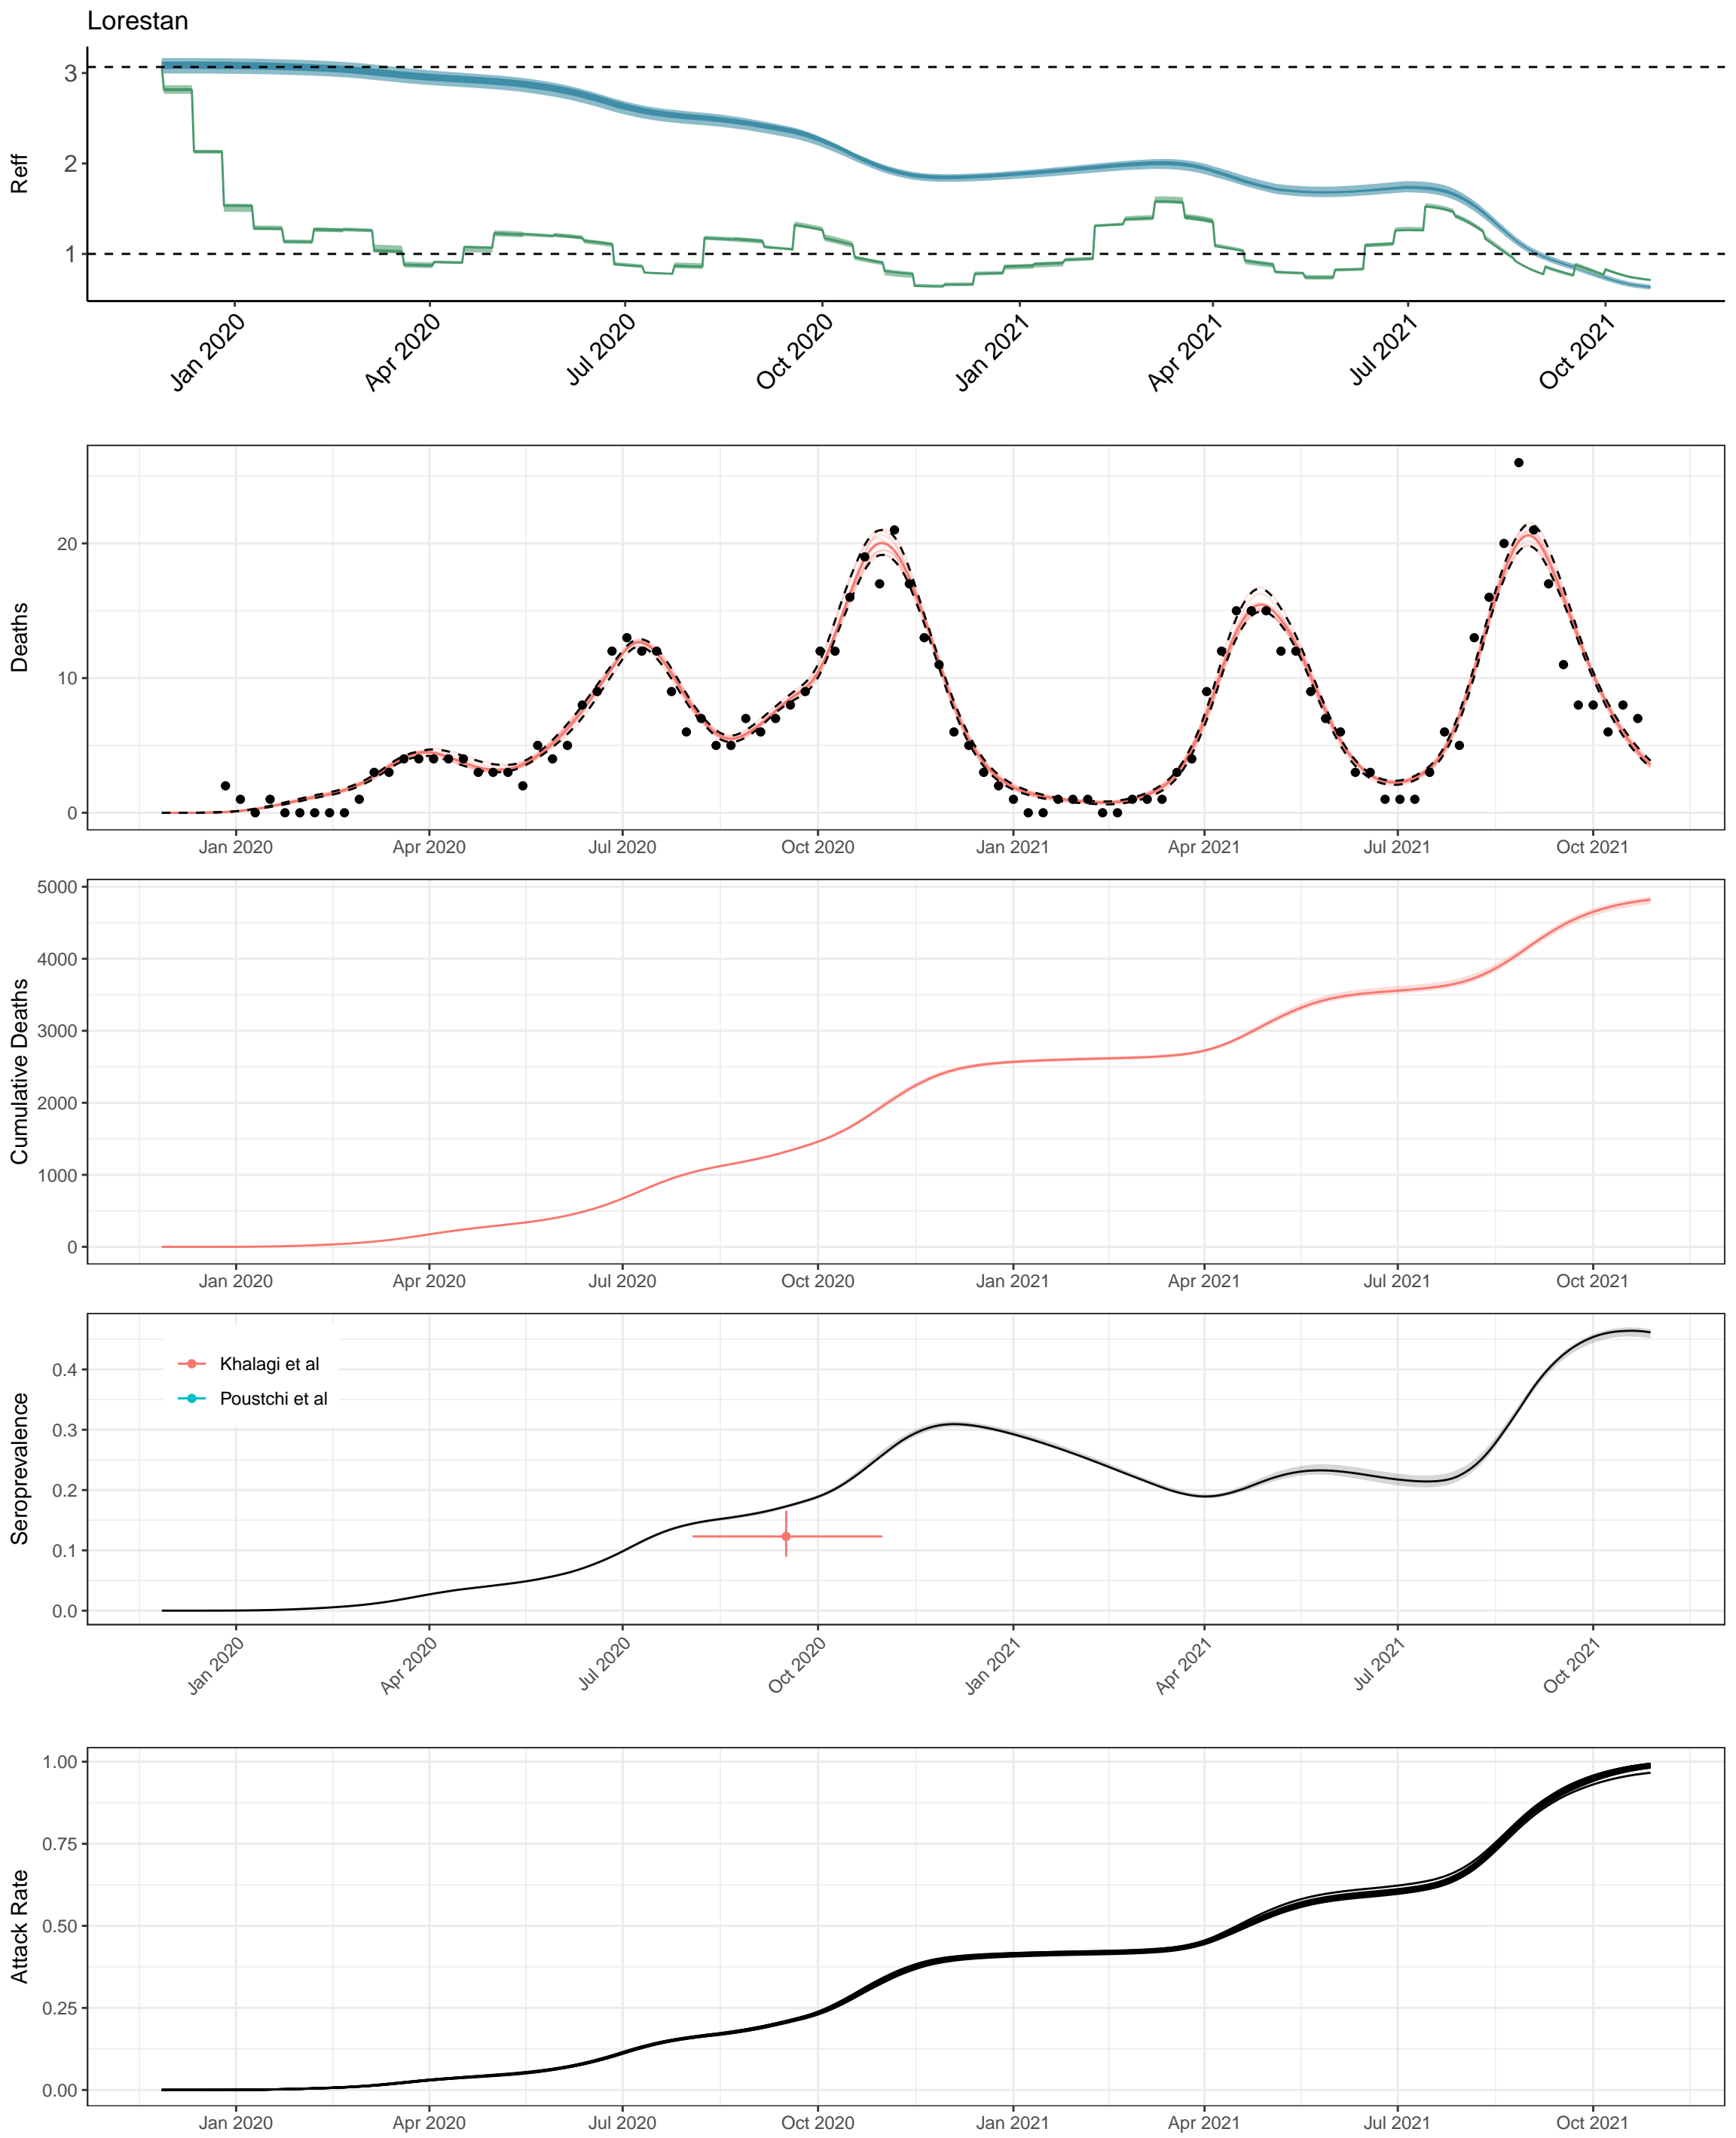 Lorestan
Reff
3
2
1
Jan 2020
Apr 2020
Jul 2020
Oct 2020
Jan 2021
Apr 2021
Jul 2021
Oct 2021
Deaths
20
10
0
Jan 2020
Apr 2020
Jul 2020
Oct 2020
Jan 2021
Apr 2021
Jul 2021
Oct 2021
Cumulative Deaths
5000
4000
3000
2000
1000
0
Jan 2020
Apr 2020
Jul 2020
Oct 2020
Jan 2021
Apr 2021
Jul 2021
Oct 2021
Seroprevalence
0.4
0.3
0.2
0.1
0.0
Khalagi et al
Poustchi et al
Jan 2020
Apr 2020
Jul 2020
Oct 2020
Jan 2021
Apr 2021
Jul 2021
Oct 2021
Attack Rate
1.00
0.75
0.50
0.25
0.00
Jan 2020
Apr 2020
Jul 2020
Oct 2020
Jan 2021
Apr 2021
Jul 2021
Oct 2021